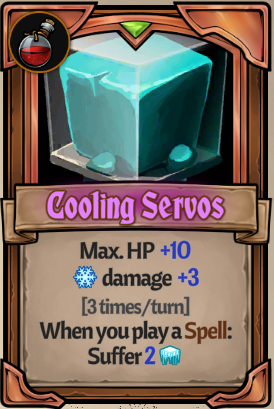 Cooling Servos
Max. HP +10
damage +3
[3 times/turn]
When you play a Spell:
Suffer 2